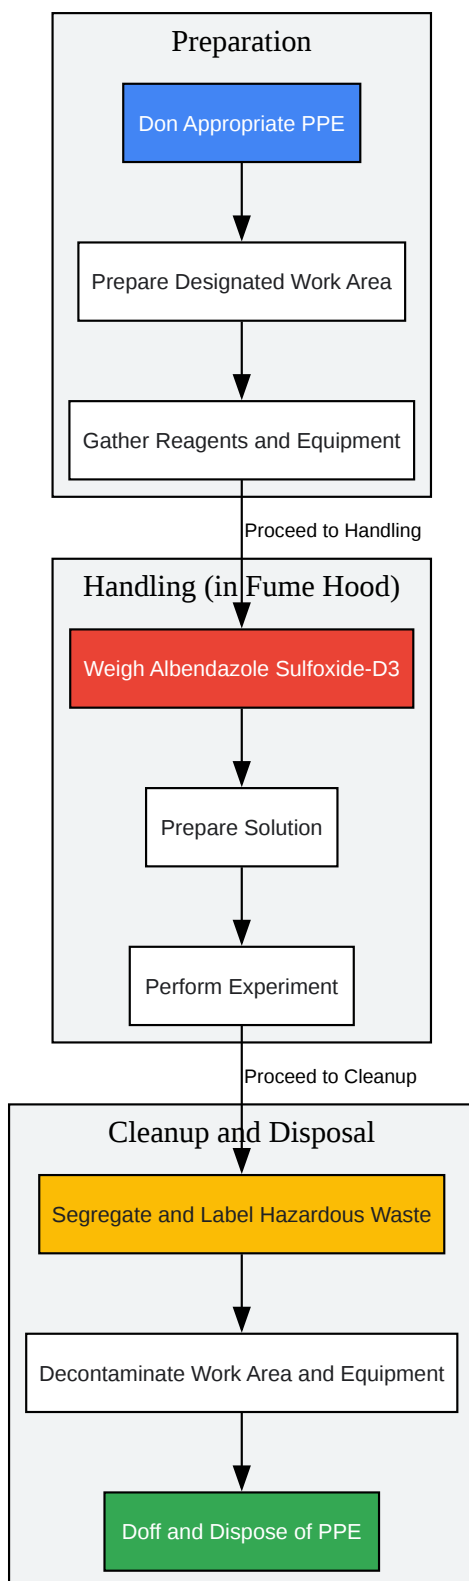 Preparation
Don Appropriate PPE
Prepare Designated Work Area
Gather Reagents and Equipment
Proceed to Handling
Handling (in Fume Hood)
Weigh Albendazole Sulfoxide-D3
Prepare Solution
Perform Experiment
Proceed to Cleanup
Cleanup and Disposal
Segregate and Label Hazardous Waste
Decontaminate Work Area and Equipment
Doff and Dispose of PPE